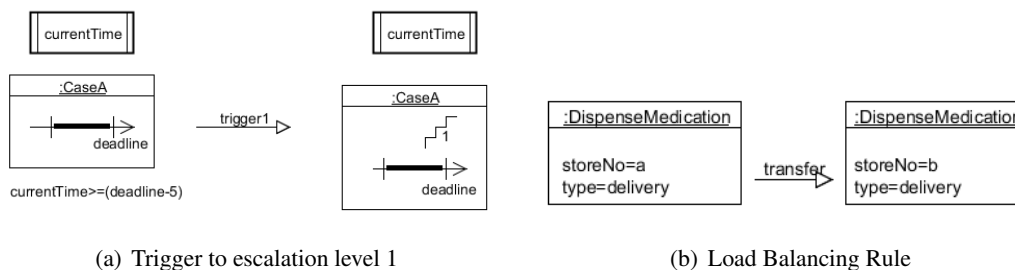 currentTime
:CaseA
deadline
currentTime>=(deadline-5)
trigger1
currentTime
:CaseA
1
deadline
(a) Trigger to escalation level 1
:DispenseMedication
storeNo=a
type=delivery
transfer
:DispenseMedication
storeNo=b
type=delivery
(b) Load Balancing Rule